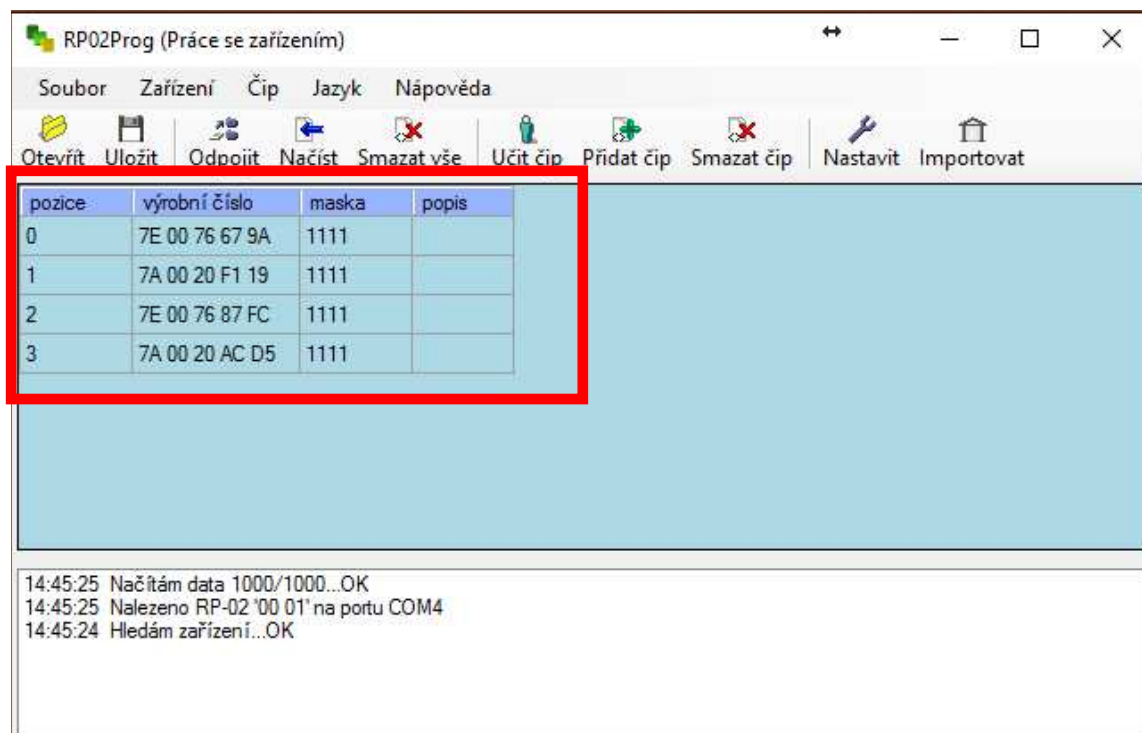 RP02Prog (Práce se zařízením)
Soubor Zařízení Čip Jazyk Nápověda
Otevřít Uložit Odpojit Načíst Smazat vše Učit čip Přidat čip Smazat čip Nastavit Importovat
pozice výrobní číslo maska popis
0 7E 00 76 67 9A 1111
1 7A 00 20 F1 19 1111
2 7E 00 76 87 FC 1111
3 7A 00 20 AC D5 1111
14:45:25 Načítám data 1000/1000...OK
14:45:25 Nalezeno RP-02 '00 01' na portu COM4
14:45:24 Hledám zařízení...OK